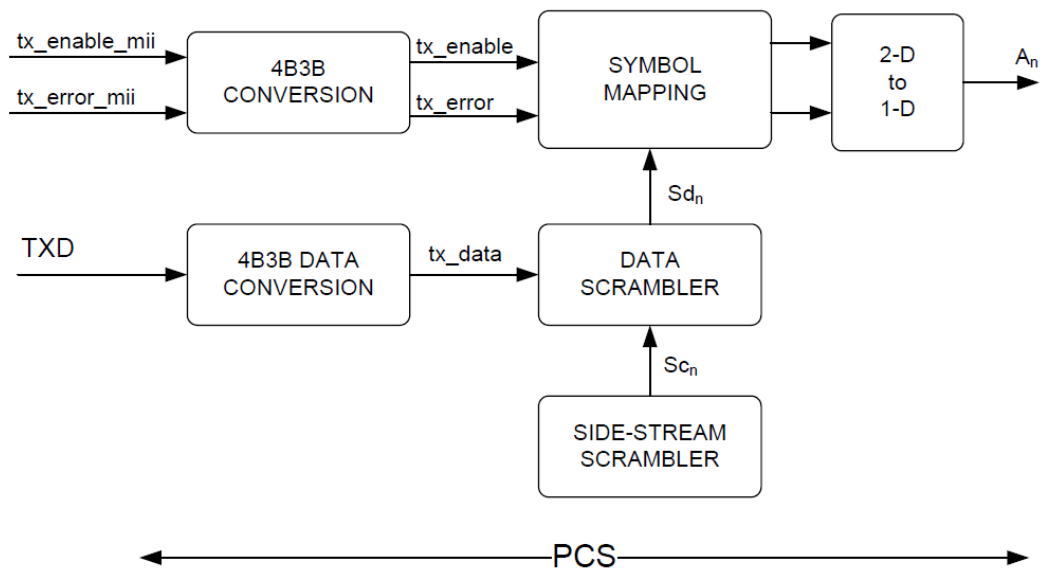 tx_enable_mii
tx_error_mii
4B3B
CONVERSION
tx_enable
tx_error
SYMBOL
MAPPING
2-D
to
1-D
Aₙ
Sdₙ
TXD
4B3B DATA
CONVERSION
tx_data
DATA
SCRAMBLER
Scₙ
SIDE-STREAM
SCRAMBLER
PCS